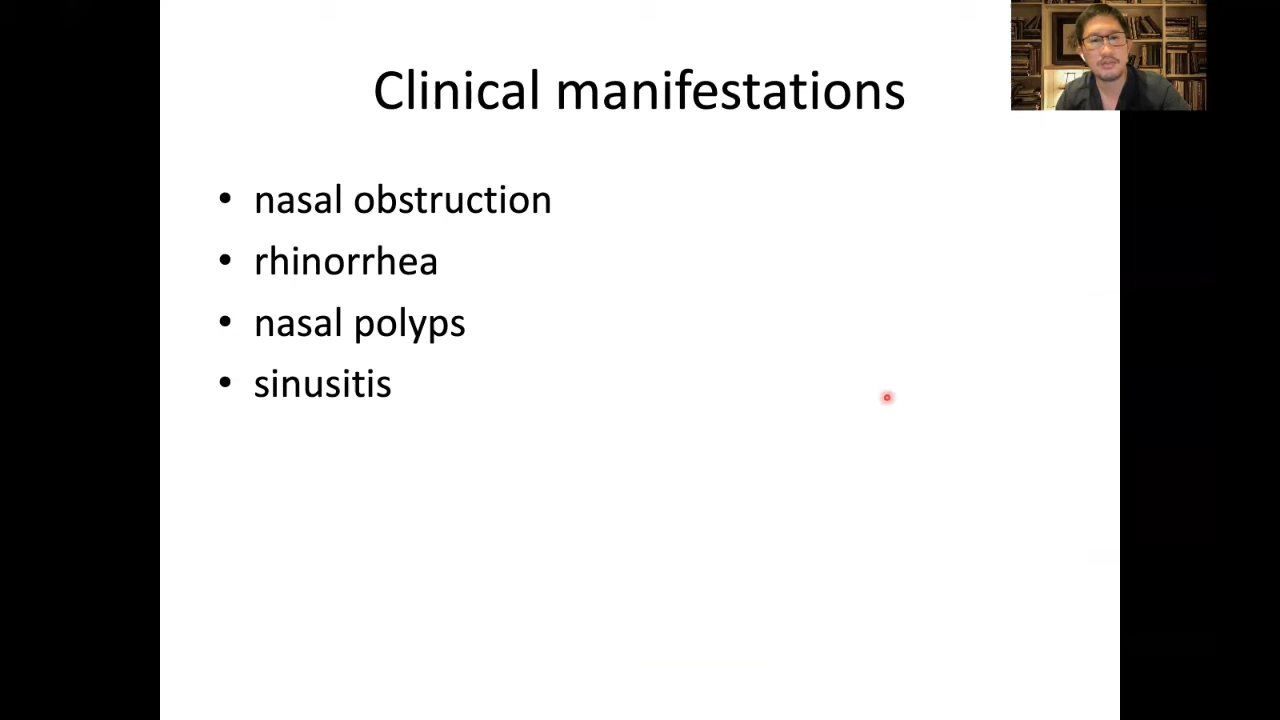 Clinical manifestations
• nasal obstruction
• rhinorrhea
• nasal polyps
• sinusitis